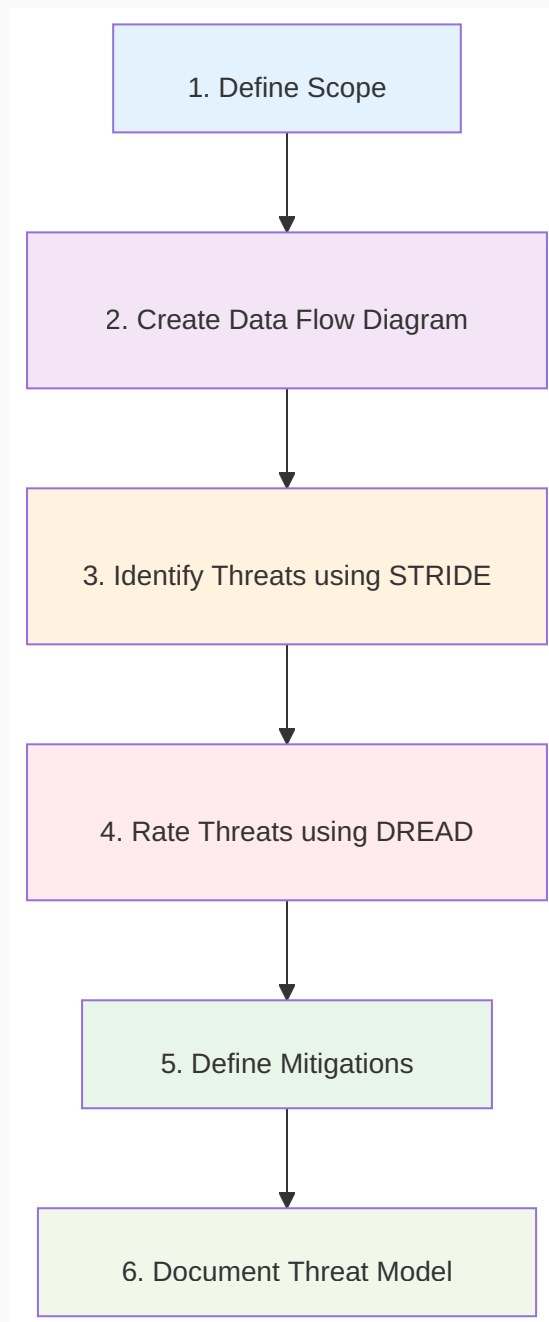 1. Define Scope
2. Create Data Flow Diagram
3. Identify Threats using STRIDE
4. Rate Threats using DREAD
5. Define Mitigations
6. Document Threat Model